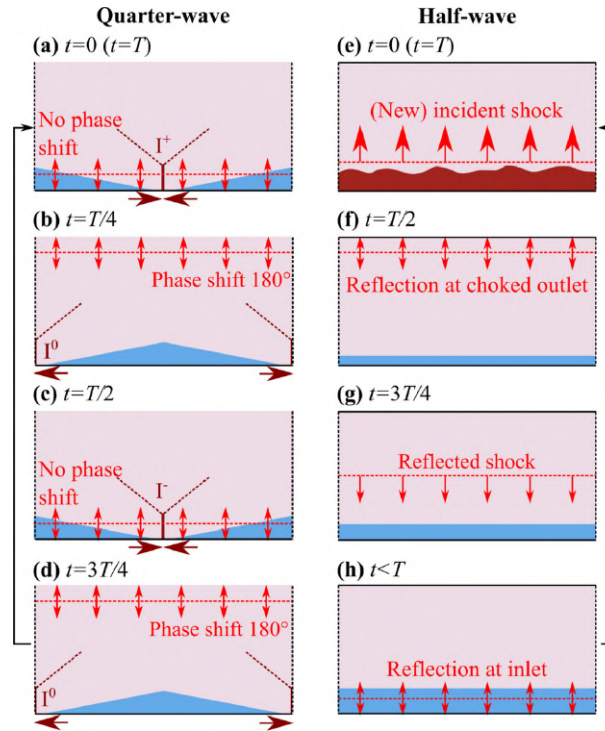 Quarter-wave
(a) t=0 (t=T)
No phase
shift
I⁺
(b) t=T/4
Phase shift 180°
I⁰
(c) t=T/2
No phase
shift
I⁻
(d) t=3T/4
Phase shift 180°
I⁰
Half-wave
(e) t=0 (t=T)
(New) incident shock
(f) t=T/2
Reflection at choked outlet
(g) t=3T/4
Reflected shock
(h) t<T
Reflection at inlet